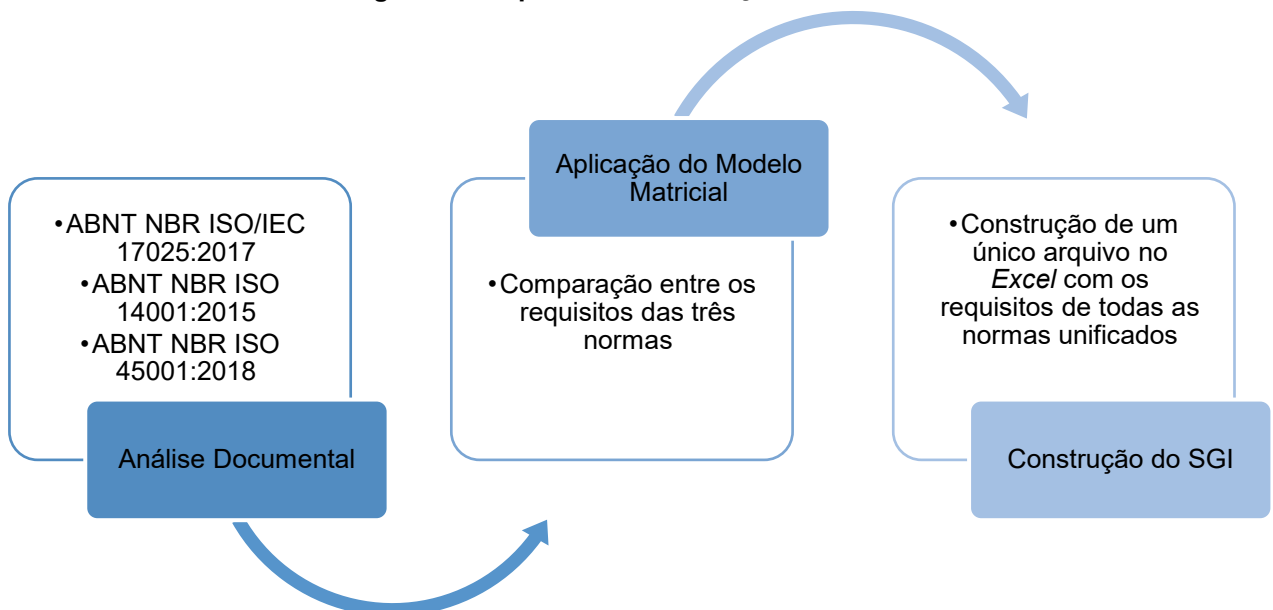 •ABNT NBR ISO/IEC
17025:2017
•ABNT NBR ISO
14001:2015
•ABNT NBR ISO
45001:2018
Análise Documental
Aplicação do Modelo
Matricial
•Comparação entre os
requisitos das três
normas
•Construção de um
único arquivo no
Excel com os
requisitos de todas as
normas unificados
Construção do SGI